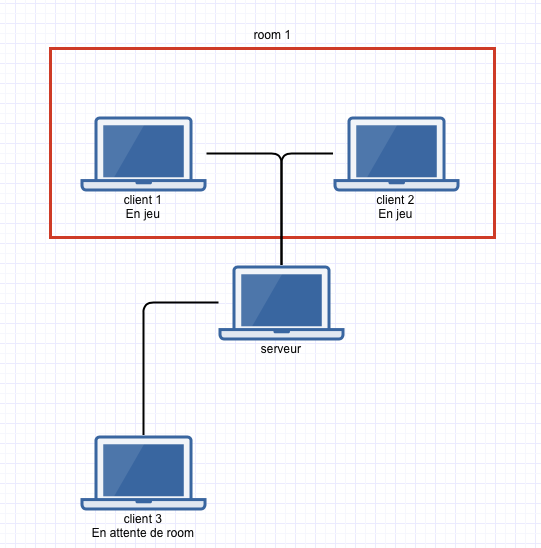 room 1
client 1
En jeu
client 2
En jeu
serveur
client 3
En attente de room